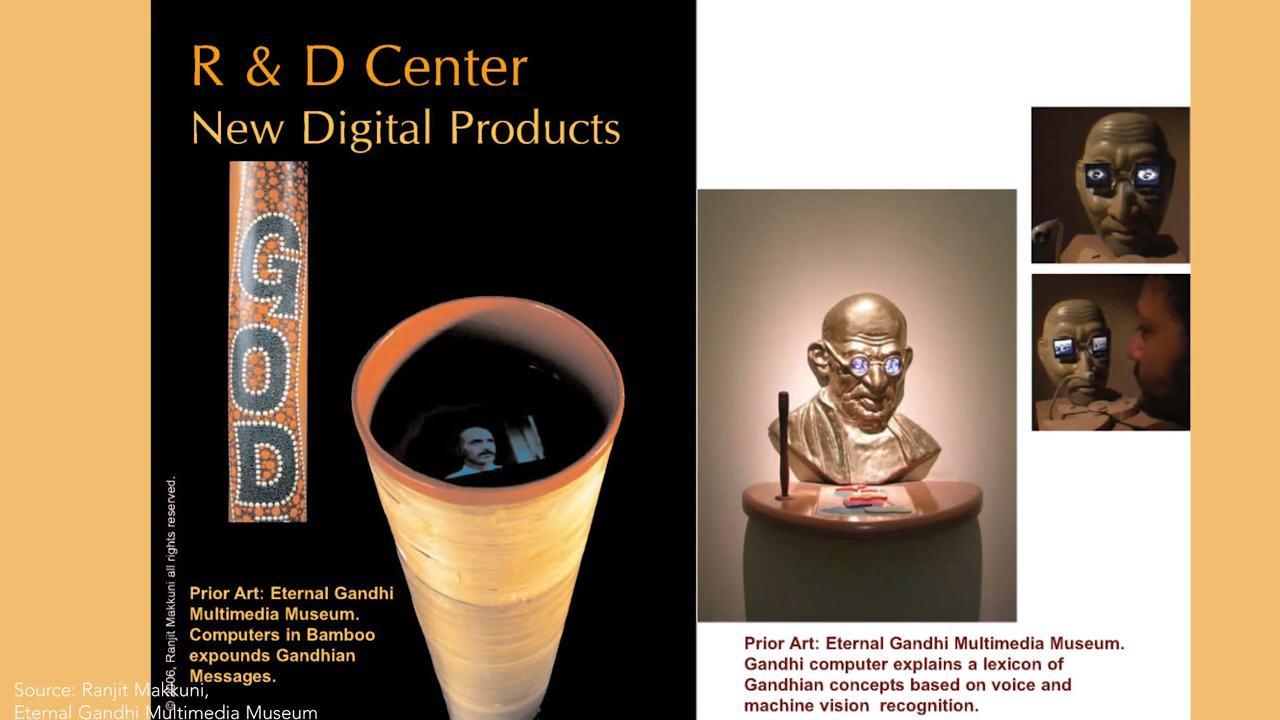 R & D Center
New Digital Products
GOD
Prior Art: Eternal Gandhi
Multimedia Museum.
Computers in Bamboo
expounds Gandhian
Messages.
© 2006, Ranjit Makkuni all rights reserved.
Source: Ranjit Makkuni,
Eternal Gandhi Multimedia Museum
Prior Art: Eternal Gandhi Multimedia Museum.
Gandhi computer explains a lexicon of
Gandhian concepts based on voice and
machine vision recognition.